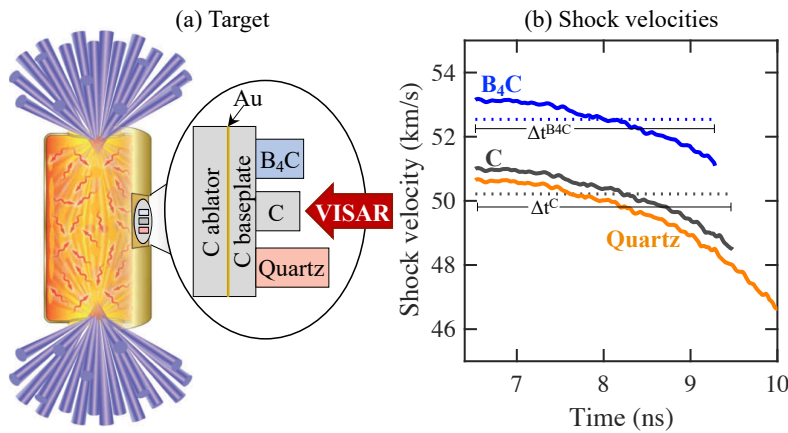 (a) Target
Au
C ablator
C baseplate
B₄C
C
VISAR
Quartz
(b) Shock velocities
Shock velocity (km/s)
54
52
50
48
46
B₄C
Δt^B4C
C
Δt^C
Quartz
7 8 9 10
Time (ns)